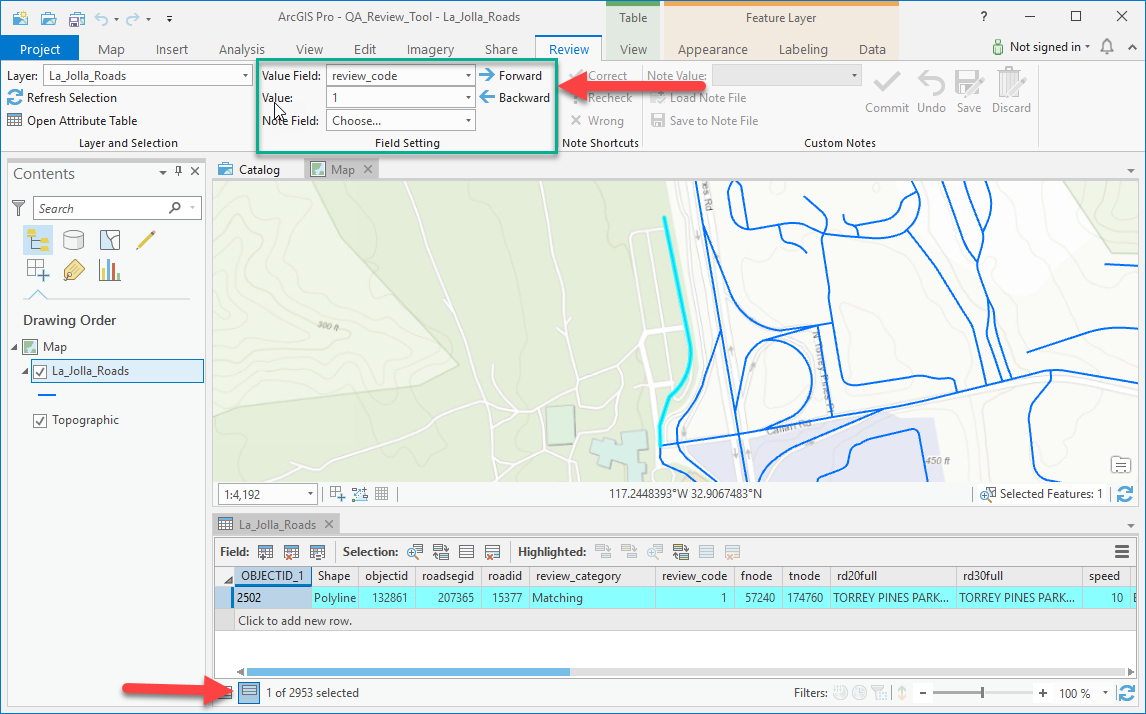 ArcGIS Pro - QA_Review_Tool - La_Jolla_Roads
Table
Feature Layer
?
Project
Map
Insert
Analysis
View
Edit
Imagery
Share
Review
View
Appearance
Labeling
Data
Not signed in
Layer:
La_Jolla_Roads
Refresh Selection
Open Attribute Table
Layer and Selection
Value Field:
review_code
Forward
Value:
1
Backward
Note Field:
Choose...
Field Setting
Correct
Recheck
Wrong
Note Shortcuts
Note Value:
Load Note File
Save to Note File
Commit
Undo
Save
Discard
Custom Notes
Contents
Search
Drawing Order
Map
La_Jolla_Roads
Topographic
Catalog
Map
300 ft
Pines Rd
N Torrey Pines Pl
Callan Rd
450 ft
1:4,192
117.2448393°W 32.9067483°N
Selected Features: 1
La_Jolla_Roads
Field:
Selection:
Highlighted:
OBJECTID_1 Shape objectid roadsegid roadid review_category review_code fnode tnode rd20full rd30full speed
2502 Polyline 132861 207365 15377 Matching 1 57240 174760 TORREY PINES PARK... TORREY PINES PARK... 10
Click to add new row.
1 of 2953 selected
Filters:
100 %